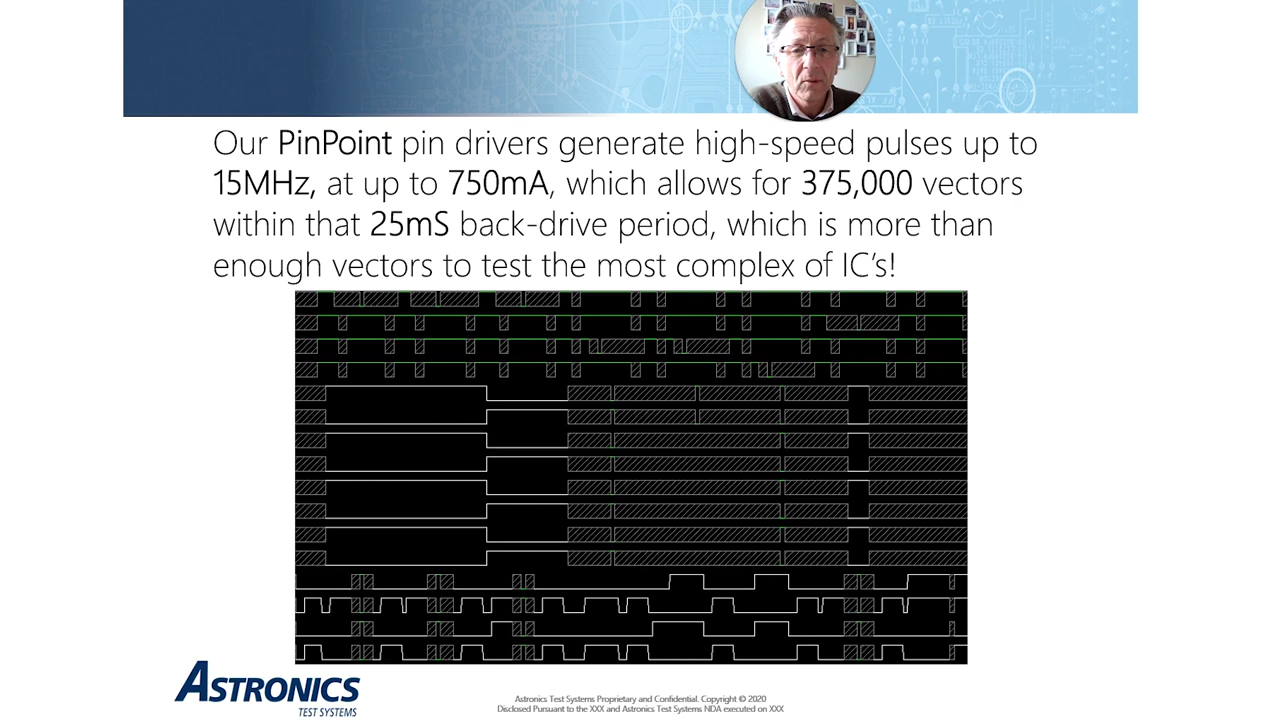 Our PinPoint pin drivers generate high-speed pulses up to
15MHz, at up to 750mA, which allows for 375,000 vectors
within that 25mS back-drive period, which is more than
enough vectors to test the most complex of IC's!
ASTRONICS
TEST SYSTEMS
Astronics Test Systems Proprietary and Confidential. Copyright © 2020
Disclosed Pursuant to the XXX and Astronics Test Systems NDA executed on XXX